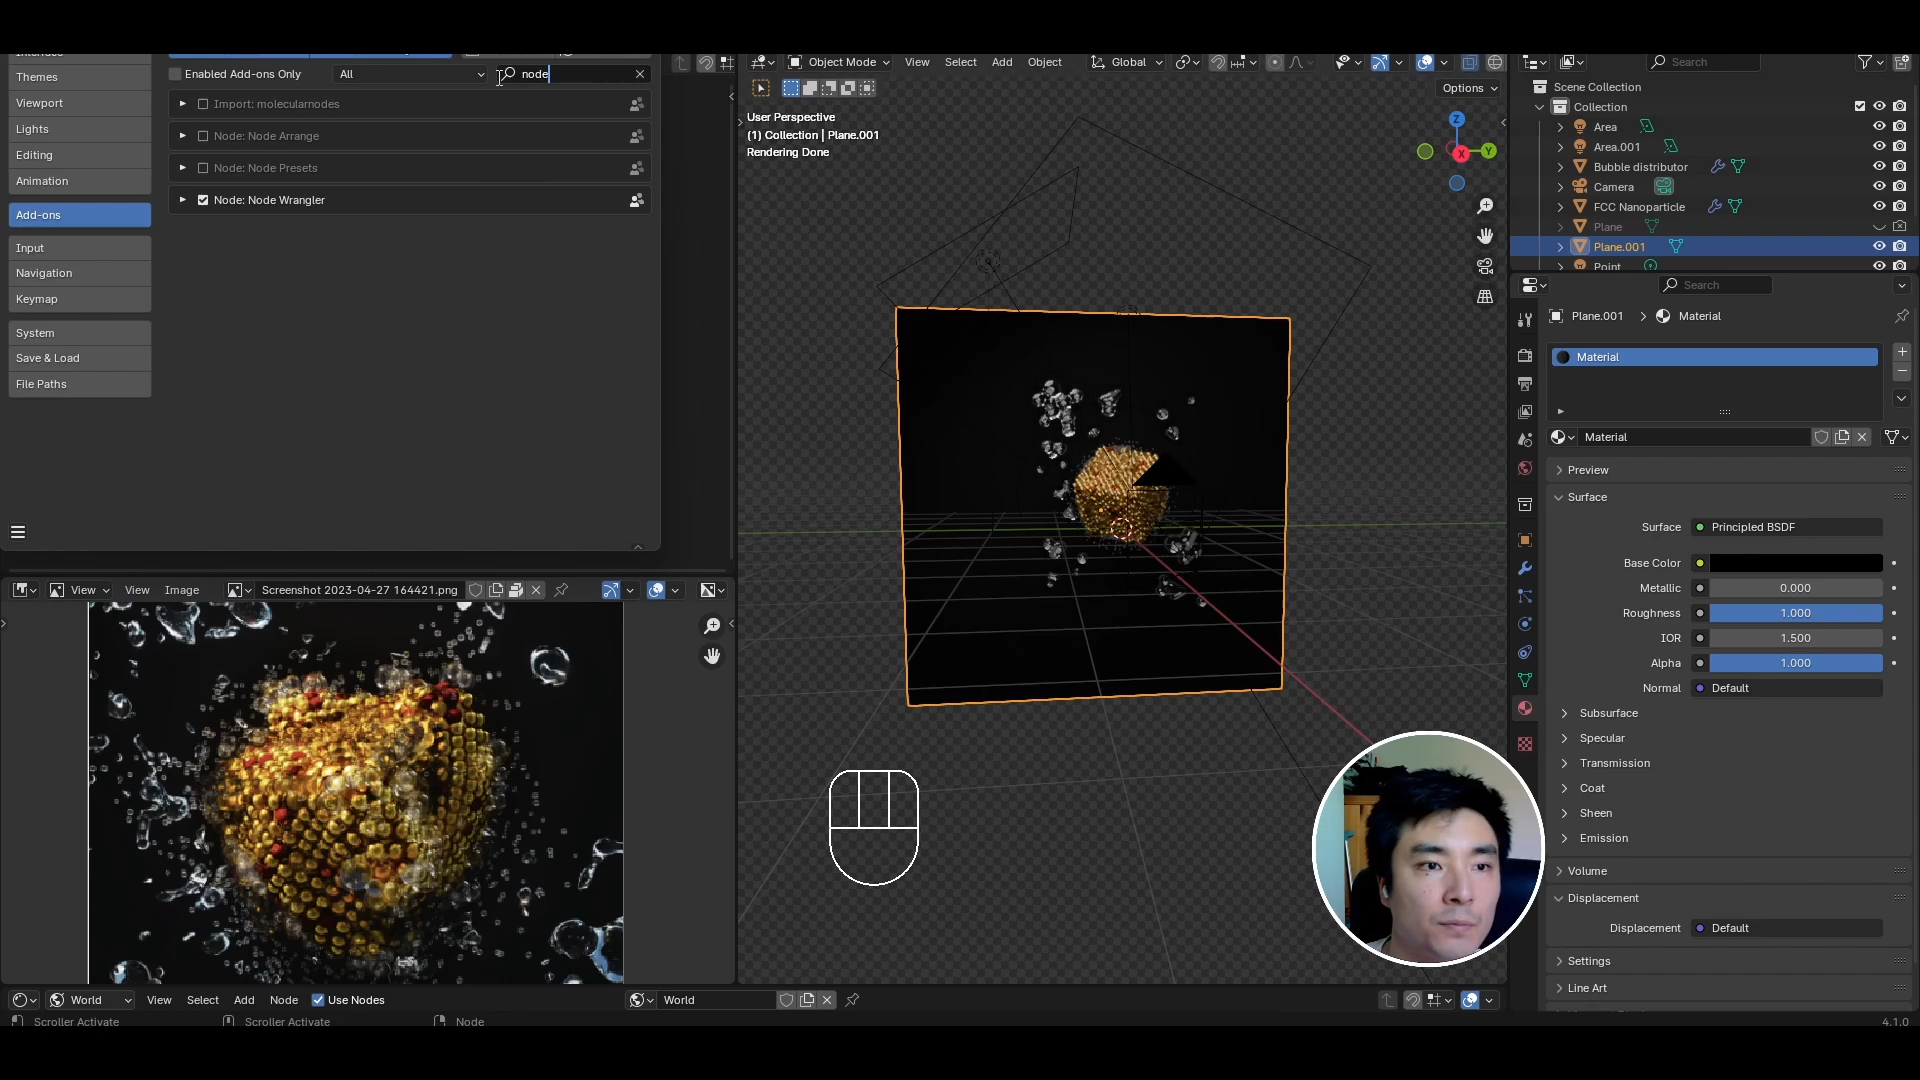 Themes
Viewport
Lights
Editing
Animation
Add-ons
Input
Navigation
Keymap
System
Save & Load
File Paths
Enabled Add-ons Only
All
node
Import: molecularnodes
Node: Node Arrange
Node: Node Presets
Node: Node Wrangler
Object Mode
View
Select
Add
Object
Global
Options
User Perspective
(1) Collection | Plane.001
Rendering Done
Z
Y
X
Search
Scene Collection
Collection
Area
Area.001
Bubble distributor
Camera
FCC Nanoparticle
Plane
Plane.001
Point
Search
Plane.001 > Material
Material
Material
Preview
Surface
Surface Principled BSDF
Base Color
Metallic 0.000
Roughness 1.000
IOR 1.500
Alpha 1.000
Normal Default
Subsurface
Specular
Transmission
Coat
Sheen
Emission
Volume
Displacement
Displacement Default
Settings
Line Art
View
View
Image
Screenshot 2023-04-27 164421.png
World
View
Select
Add
Node
Use Nodes
World
Scroller Activate
Scroller Activate
Node
4.1.0